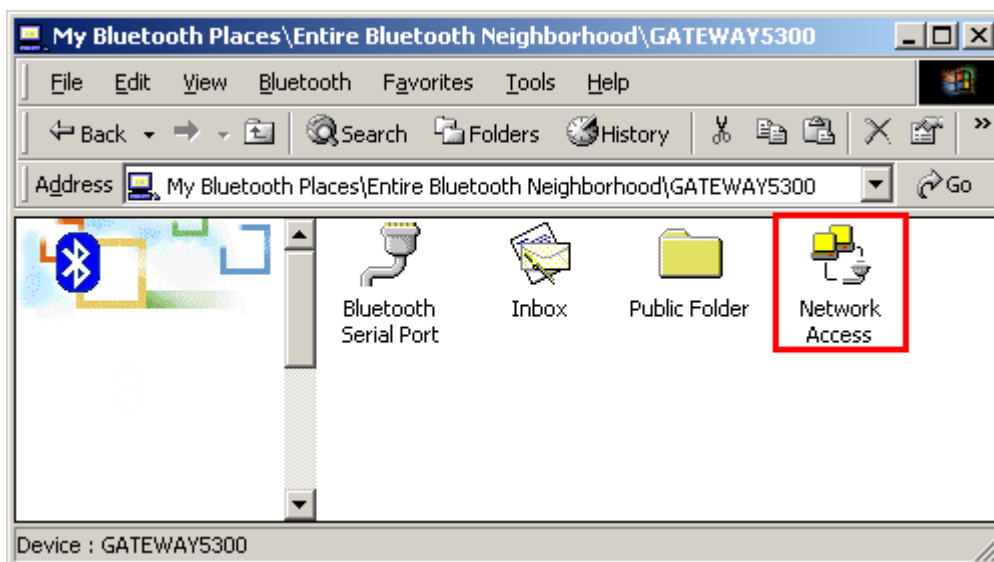 My Bluetooth Places\Entire Bluetooth Neighborhood\GATEWAY5300
File Edit View Bluetooth Favorites Tools Help
Back Search Folders History »
Address My Bluetooth Places\Entire Bluetooth Neighborhood\GATEWAY5300 Go
Bluetooth
Serial Port
Inbox
Public Folder
Network
Access
Device : GATEWAY5300